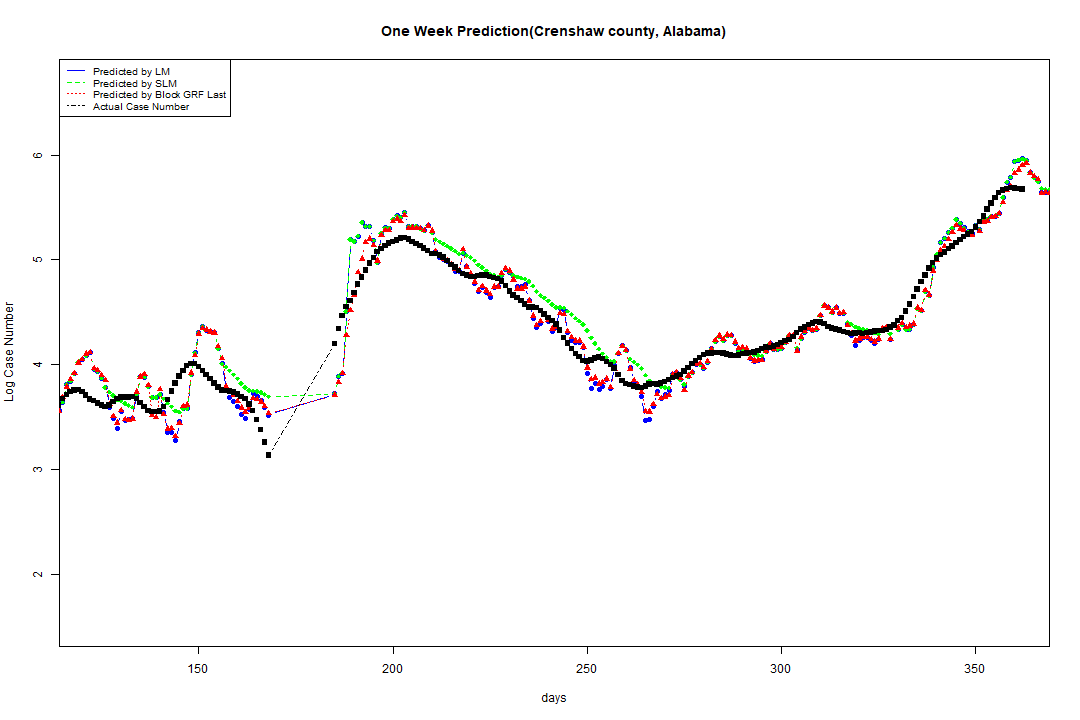 One Week Prediction(Crenshaw county, Alabama)
Predicted by LM
Predicted by SLM
Predicted by Block GRF Last
Actual Case Number
6
5
4
3
2
Log Case Number
150 200 250 300 350
days